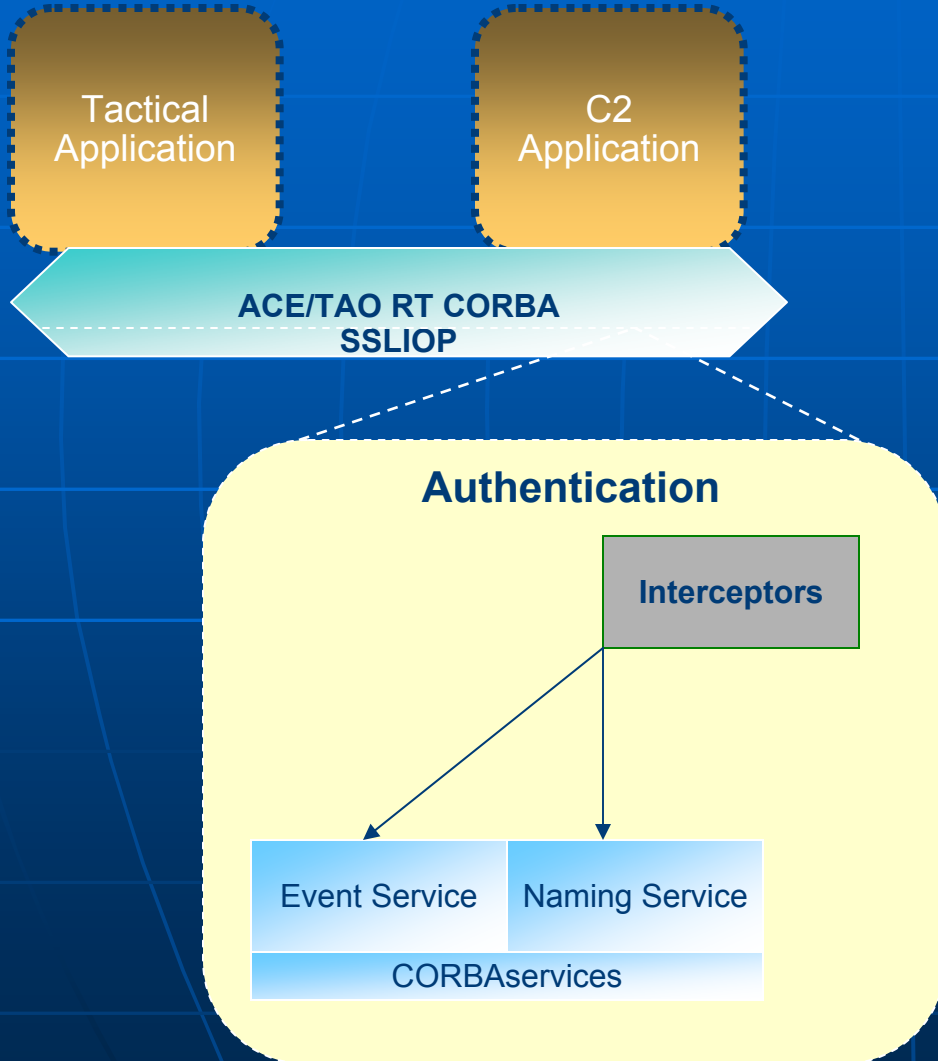 Tactical
Application
C2
Application
ACE/TAO RT CORBA
SSLIOP
Authentication
Interceptors
Event Service
Naming Service
CORBAservices